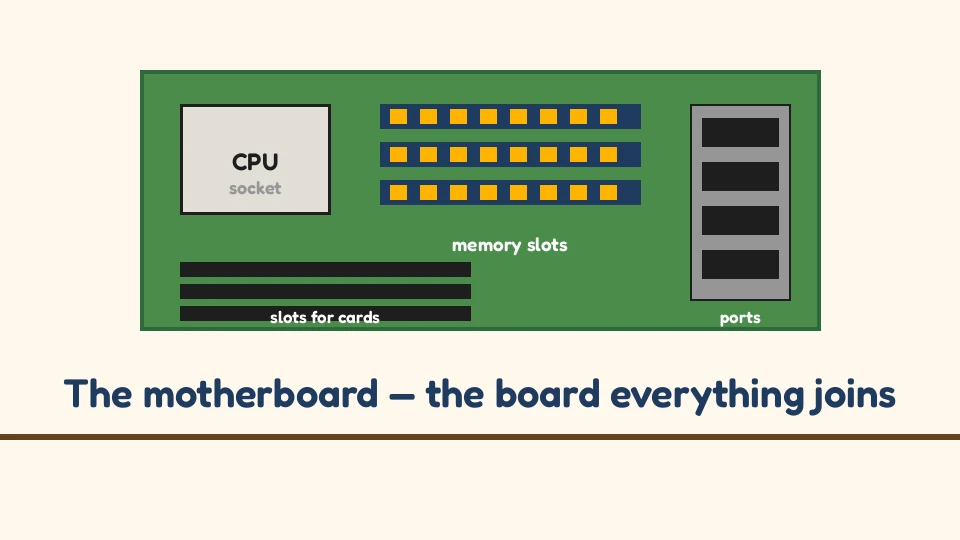 CPU
socket
memory slots
slots for cards
ports
The motherboard — the board everything joins